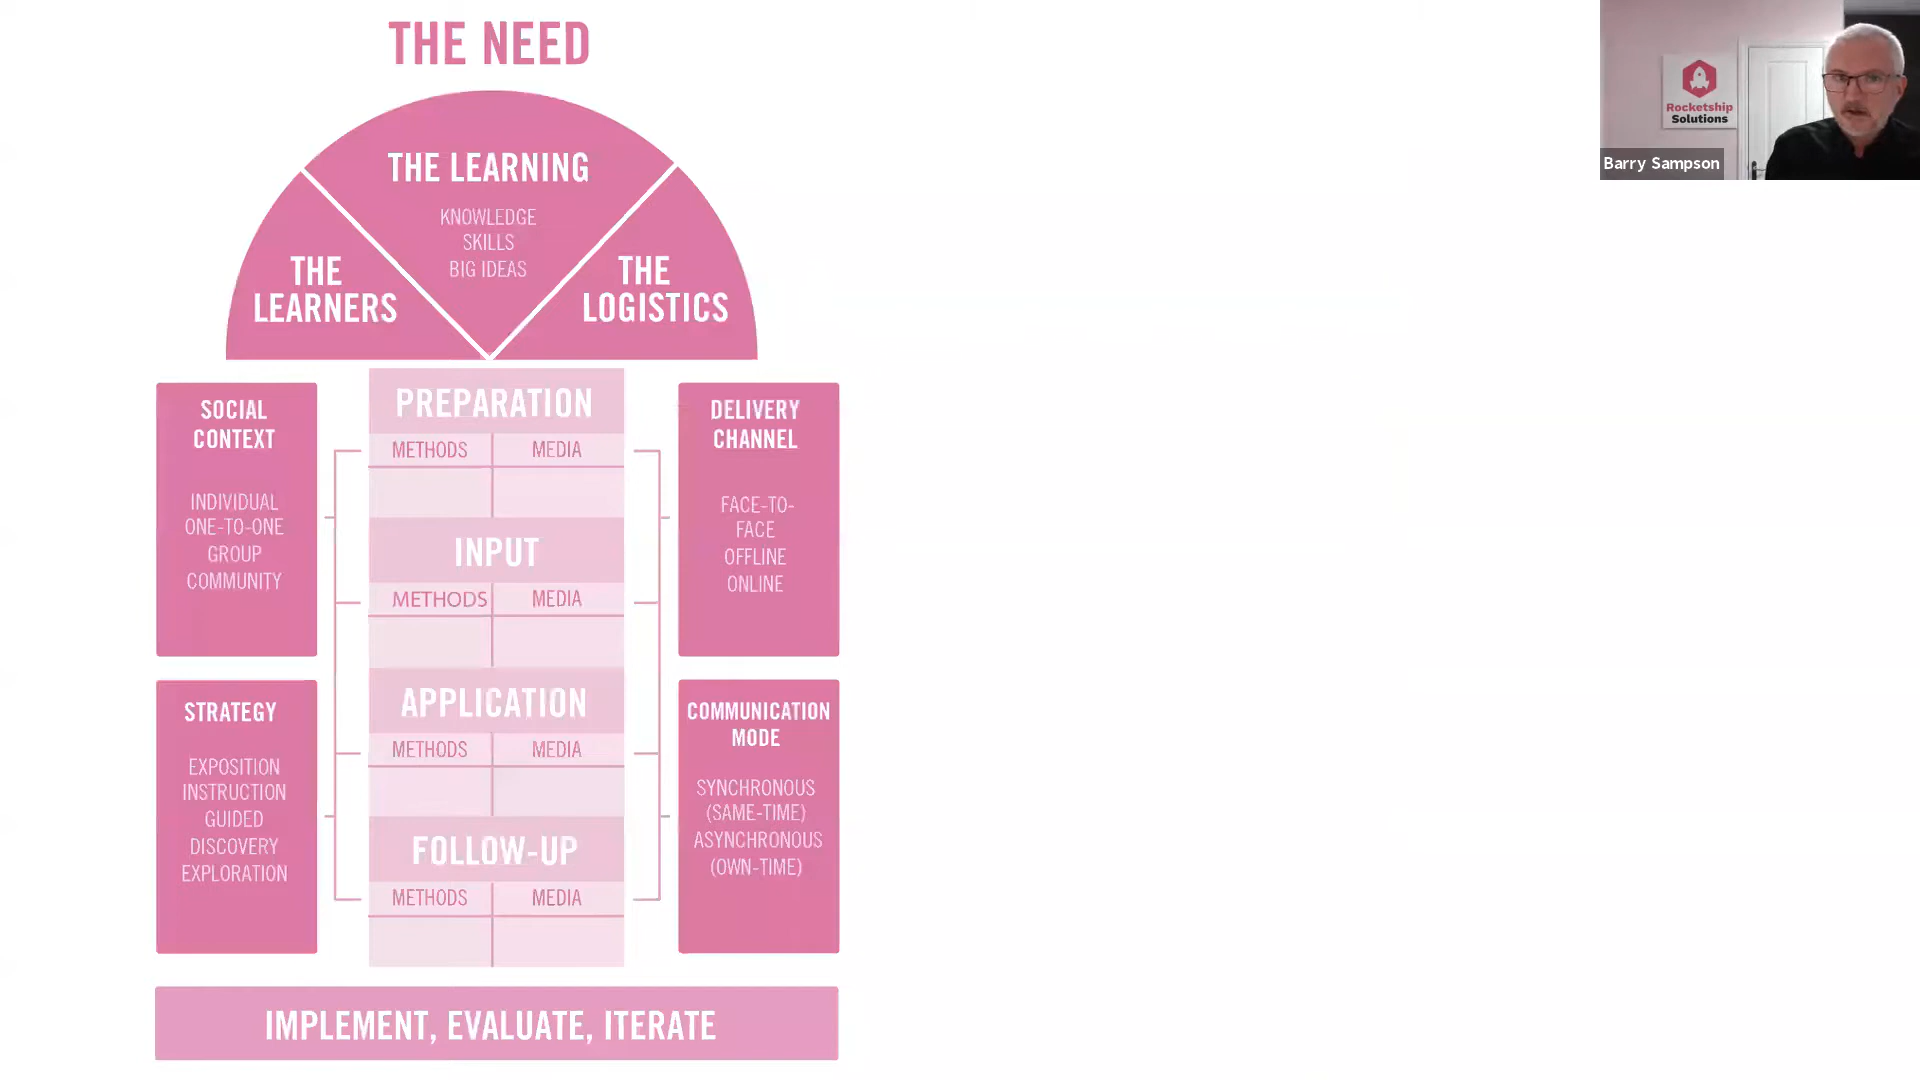 THE NEED
THE LEARNING
KNOWLEDGE
SKILLS
BIG IDEAS
THE
LEARNERS
THE
LOGISTICS
SOCIAL
CONTEXT
INDIVIDUAL
ONE-TO-ONE
GROUP
COMMUNITY
STRATEGY
EXPOSITION
INSTRUCTION
GUIDED
DISCOVERY
EXPLORATION
PREPARATION
METHODS
MEDIA
INPUT
METHODS
MEDIA
APPLICATION
METHODS
MEDIA
FOLLOW-UP
METHODS
MEDIA
DELIVERY
CHANNEL
FACE-TO-
FACE
OFFLINE
ONLINE
COMMUNICATION
MODE
SYNCHRONOUS
(SAME-TIME)
ASYNCHRONOUS
(OWN-TIME)
IMPLEMENT, EVALUATE, ITERATE
Rocketship
Solutions
Barry Sampson